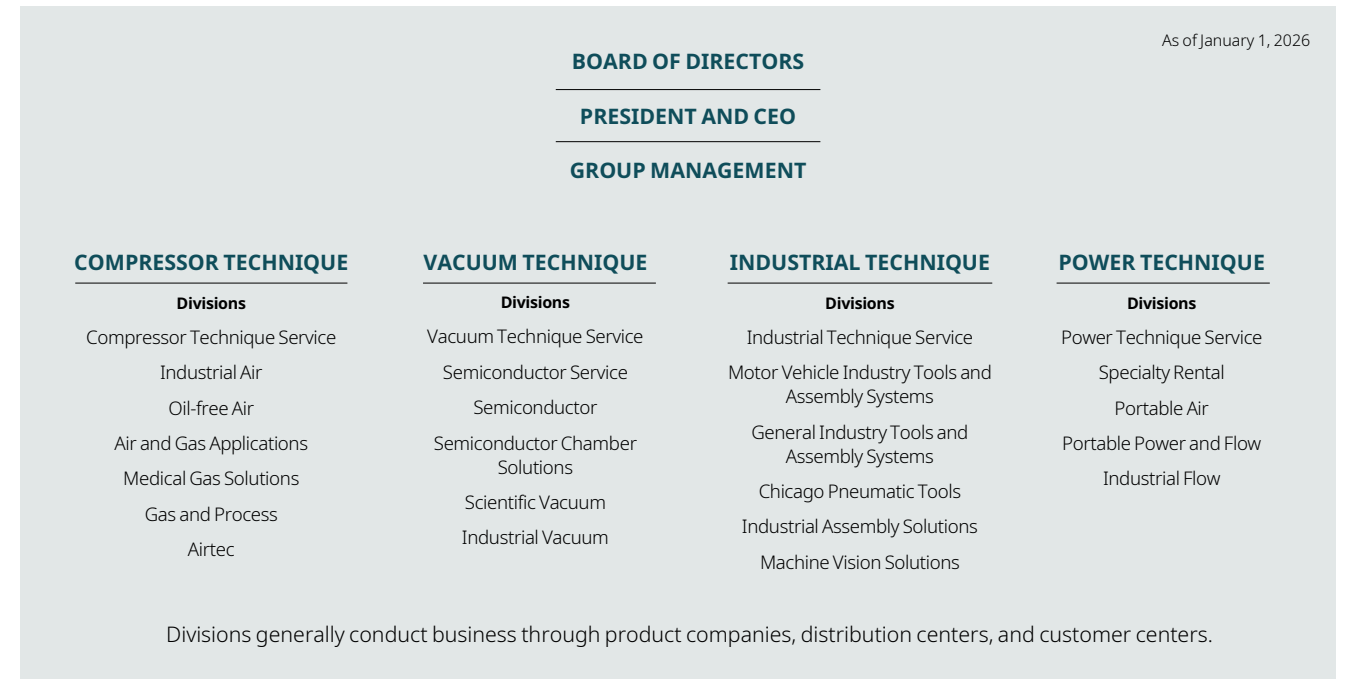 As of January 1, 2026
BOARD OF DIRECTORS
PRESIDENT AND CEO
GROUP MANAGEMENT
COMPRESSOR TECHNIQUE
Divisions
Compressor Technique Service
Industrial Air
Oil-free Air
Air and Gas Applications
Medical Gas Solutions
Gas and Process
Airtec
VACUUM TECHNIQUE
Divisions
Vacuum Technique Service
Semiconductor Service
Semiconductor
Semiconductor Chamber
Solutions
Scientific Vacuum
Industrial Vacuum
INDUSTRIAL TECHNIQUE
Divisions
Industrial Technique Service
Motor Vehicle Industry Tools and
Assembly Systems
General Industry Tools and
Assembly Systems
Chicago Pneumatic Tools
Industrial Assembly Solutions
Machine Vision Solutions
POWER TECHNIQUE
Divisions
Power Technique Service
Specialty Rental
Portable Air
Portable Power and Flow
Industrial Flow
Divisions generally conduct business through product companies, distribution centers, and customer centers.